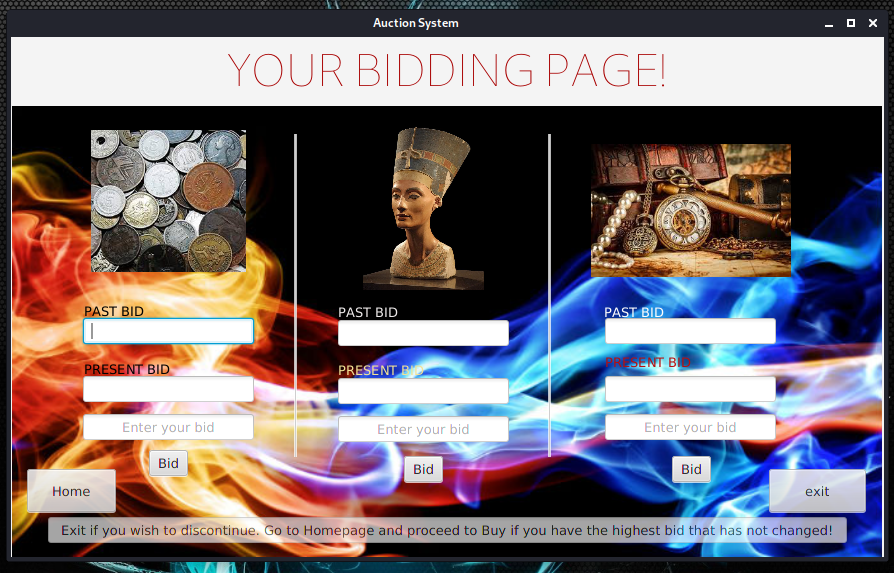 Auction System
YOUR BIDDING PAGE!
PAST BID
PRESENT BID
Enter your bid
Bid
PAST BID
PRESENT BID
Enter your bid
Bid
PAST BID
PRESENT BID
Enter your bid
Bid
Home
exit
Exit if you wish to discontinue. Go to Homepage and proceed to Buy if you have the highest bid that has not changed!